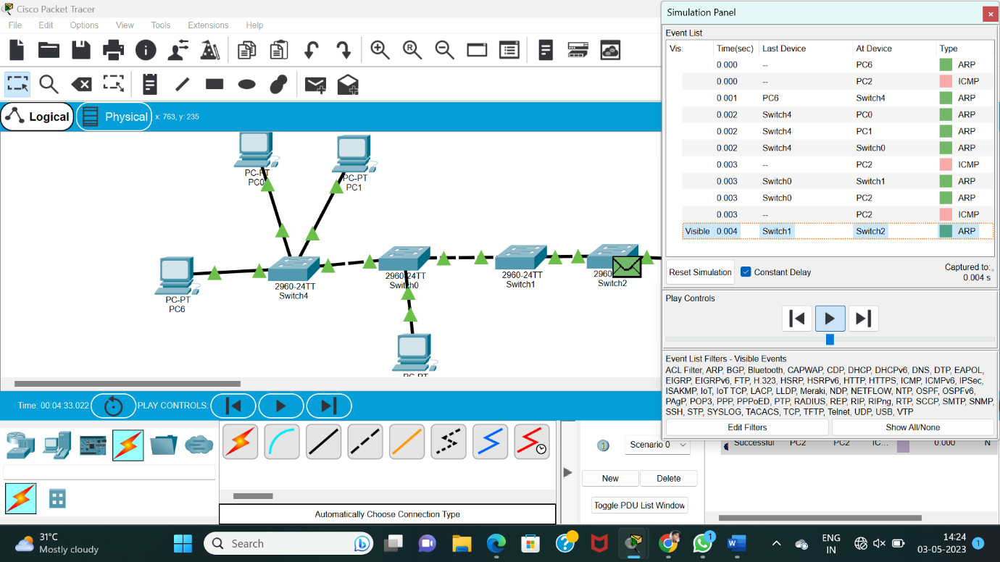 Cisco Packet Tracer
File Edit Options View Tools Extensions Help
Logical Physical x: 763, y: 235
PC-PT
PC0
PC-PT
PC1
PC-PT
PC6
2960-24TT
Switch4
2960-24TT
Switch0
2960-24TT
Switch1
Switch2
PC-PT
Time: 00:04:33.022 PLAY CONTROLS:
Automatically Choose Connection Type
Scenario 0
New Delete
Toggle PDU List Window
Successful PC2 PC2 IC... 0.000 N
Simulation Panel
Event List
Vis. Time(sec) Last Device At Device Type
0.000 -- PC6 ARP
0.000 -- PC2 ICMP
0.001 PC6 Switch4 ARP
0.002 Switch4 PC0 ARP
0.002 Switch4 PC1 ARP
0.002 Switch4 Switch0 ARP
0.003 -- PC2 ICMP
0.003 Switch0 Switch1 ARP
0.003 Switch0 PC2 ARP
0.003 -- PC2 ICMP
Visible 0.004 Switch1 Switch2 ARP
Reset Simulation Constant Delay Captured to:
0.004 s
Play Controls
Event List Filters - Visible Events
ACL Filter, ARP, BGP, Bluetooth, CAPWAP, CDP, DHCP, DHCPv6, DNS, DTP, EAPOL,
EIGRP, EIGRPv6, FTP, H.323, HSRP, HSRPv6, HTTP, HTTPS, ICMP, ICMPv6, IPSec,
ISAKMP, IoT, IoT TCP, LACP, LLDP, Meraki, NDP, NETFLOW, NTP, OSPF, OSPFv6,
PAgP, POP3, PPP, PPPoED, PTP, RADIUS, REP, RIP, RIPng, RTP, SCCP, SMTP, SNMP,
SSH, STP, SYSLOG, TACACS, TCP, TFTP, Telnet, UDP, USB, VTP
Edit Filters Show All/None
31°C
Mostly cloudy
Search
1
ENG
IN
14:24
03-05-2023
1